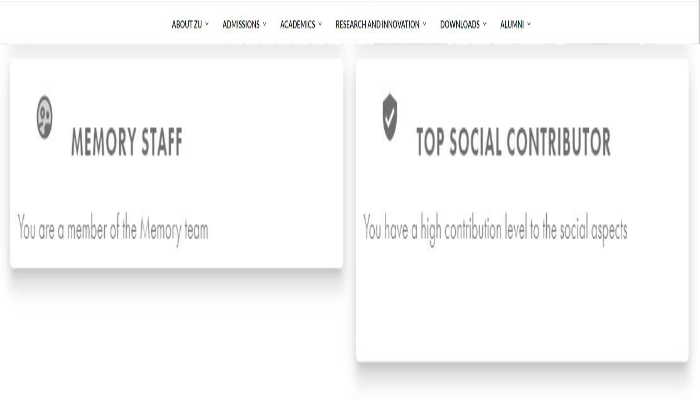 ABOUT ZU ADMISSIONS ACADEMICS RESEARCH AND INNOVATION DOWNLOADS ALUMNI
MEMORY STAFF
You are a member of the Memory team
TOP SOCIAL CONTRIBUTOR
You have a high contribution level to the social aspects